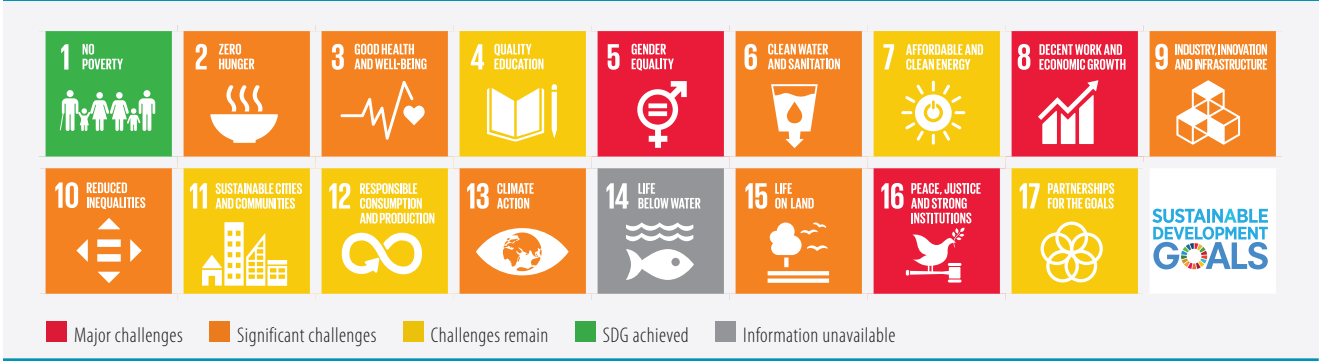 1 NO POVERTY
2 ZERO HUNGER
3 GOOD HEALTH AND WELL-BEING
4 QUALITY EDUCATION
5 GENDER EQUALITY
6 CLEAN WATER AND SANITATION
7 AFFORDABLE AND CLEAN ENERGY
8 DECENT WORK AND ECONOMIC GROWTH
9 INDUSTRY, INNOVATION AND INFRASTRUCTURE
10 REDUCED INEQUALITIES
11 SUSTAINABLE CITIES AND COMMUNITIES
12 RESPONSIBLE CONSUMPTION AND PRODUCTION
13 CLIMATE ACTION
14 LIFE BELOW WATER
15 LIFE ON LAND
16 PEACE, JUSTICE AND STRONG INSTITUTIONS
17 PARTNERSHIPS FOR THE GOALS
SUSTAINABLE
DEVELOPMENT
GOALS
Major challenges
Significant challenges
Challenges remain
SDG achieved
Information unavailable